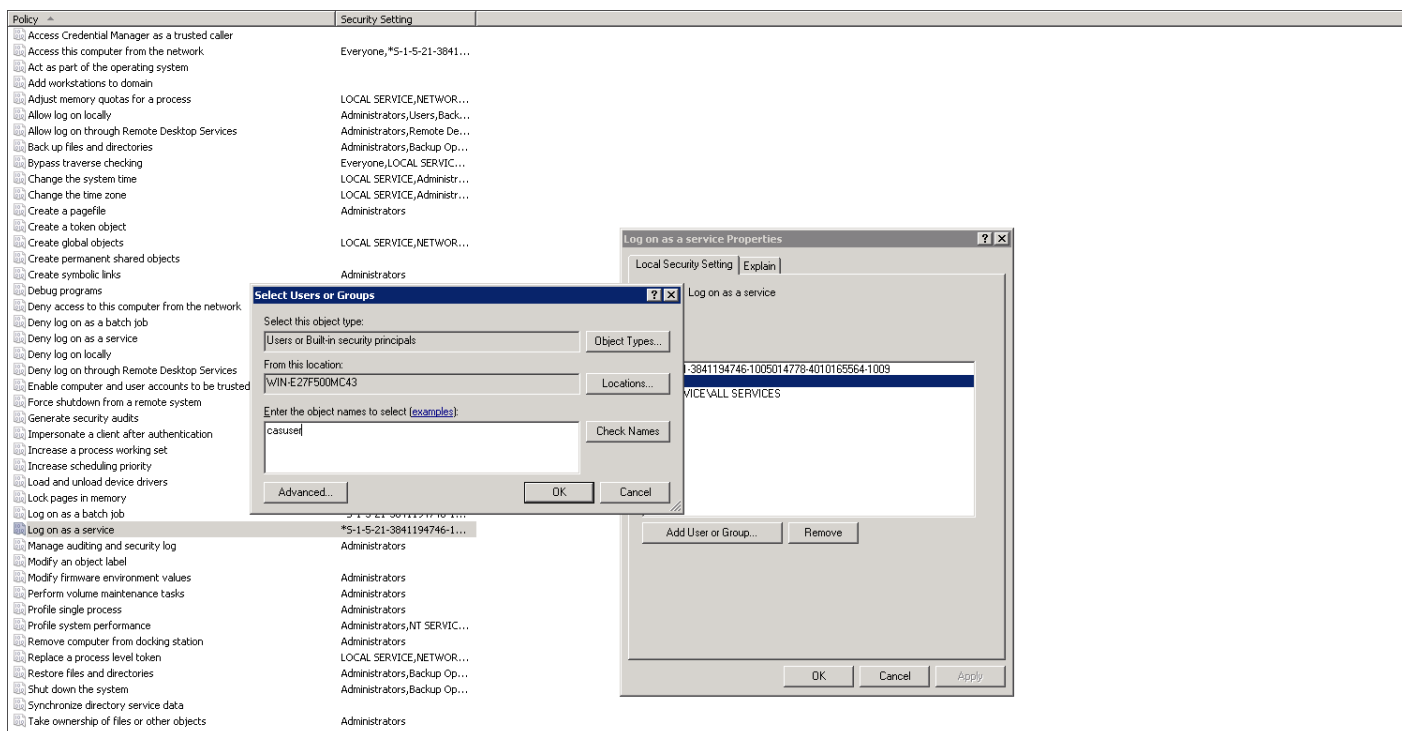 Policy Security Setting
Access Credential Manager as a trusted caller
Access this computer from the network Everyone,*S-1-5-21-3841...
Act as part of the operating system
Add workstations to domain
Adjust memory quotas for a process LOCAL SERVICE,NETWOR...
Allow log on locally Administrators,Users,Back...
Allow log on through Remote Desktop Services Administrators,Remote De...
Back up files and directories Administrators,Backup Op...
Bypass traverse checking Everyone,LOCAL SERVIC...
Change the system time LOCAL SERVICE,Administr...
Change the time zone LOCAL SERVICE,Administr...
Create a pagefile Administrators
Create a token object
Create global objects LOCAL SERVICE,NETWOR...
Create permanent shared objects
Create symbolic links Administrators
Debug programs
Deny access to this computer from the network
Deny log on as a batch job
Deny log on as a service
Deny log on locally
Deny log on through Remote Desktop Services
Enable computer and user accounts to be trusted
Force shutdown from a remote system
Generate security audits
Impersonate a client after authentication
Increase a process working set
Increase scheduling priority
Load and unload device drivers
Lock pages in memory
Log on as a batch job
Log on as a service *S-1-5-21-3841194746-1...
Manage auditing and security log Administrators
Modify an object label
Modify firmware environment values Administrators
Perform volume maintenance tasks Administrators
Profile single process Administrators
Profile system performance Administrators,NT SERVIC...
Remove computer from docking station Administrators
Replace a process level token LOCAL SERVICE,NETWOR...
Restore files and directories Administrators,Backup Op...
Shut down the system Administrators,Backup Op...
Synchronize directory service data
Take ownership of files or other objects Administrators
Select Users or Groups
Select this object type:
Users or Built-in security principals Object Types...
From this location:
WIN-E27F500MC43 Locations...
Enter the object names to select (examples):
casuser Check Names
Advanced... OK Cancel
Log on as a service Properties
Local Security Setting Explain
Log on as a service
1-3841194746-1005014778-4010165564-1009
VICE\ALL SERVICES
Add User or Group... Remove
OK Cancel Apply